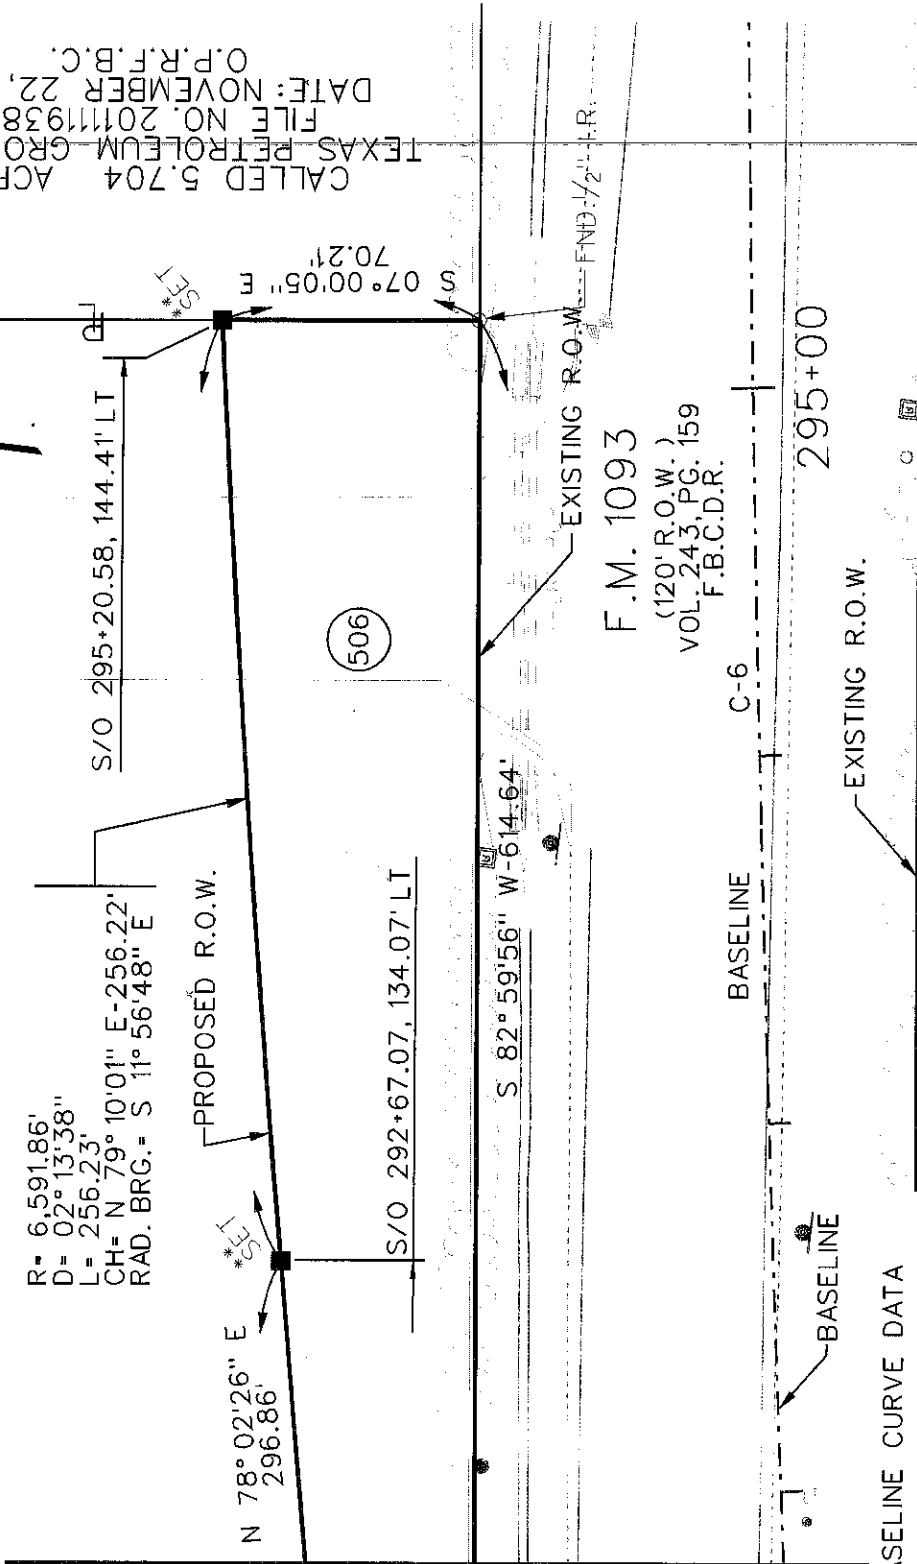 CALLED 5.704
TEXAS PETROLEUM
FILE NO. 201111938
DATE: NOVEMBER 22,
O.P.R.F.B.C.
S 07°00'05" E
70.21'
**SET
PL
S/O 295+20.58, 144.41' LT
R= 6,591.86'
D= 02°13'38"
L= 256.23'
CH= N 79°10'01" E-256.22'
RAD. BRG.= S 11°56'48" E
PROPOSED R.O.W.
506
FND. 1/2" I.R.
EXISTING R.O.W.
F.M. 1093
(120' R.O.W.)
VOL. 243, PG. 159
F.B.C.D.R.
295+00
C-6
S/O 292+67.07, 134.07' LT
S 82°59'56" W-614.64'
BASELINE
EXISTING R.O.W.
**SET
N 78°02'26" E
296.86'
BASELINE
CURVE DATA